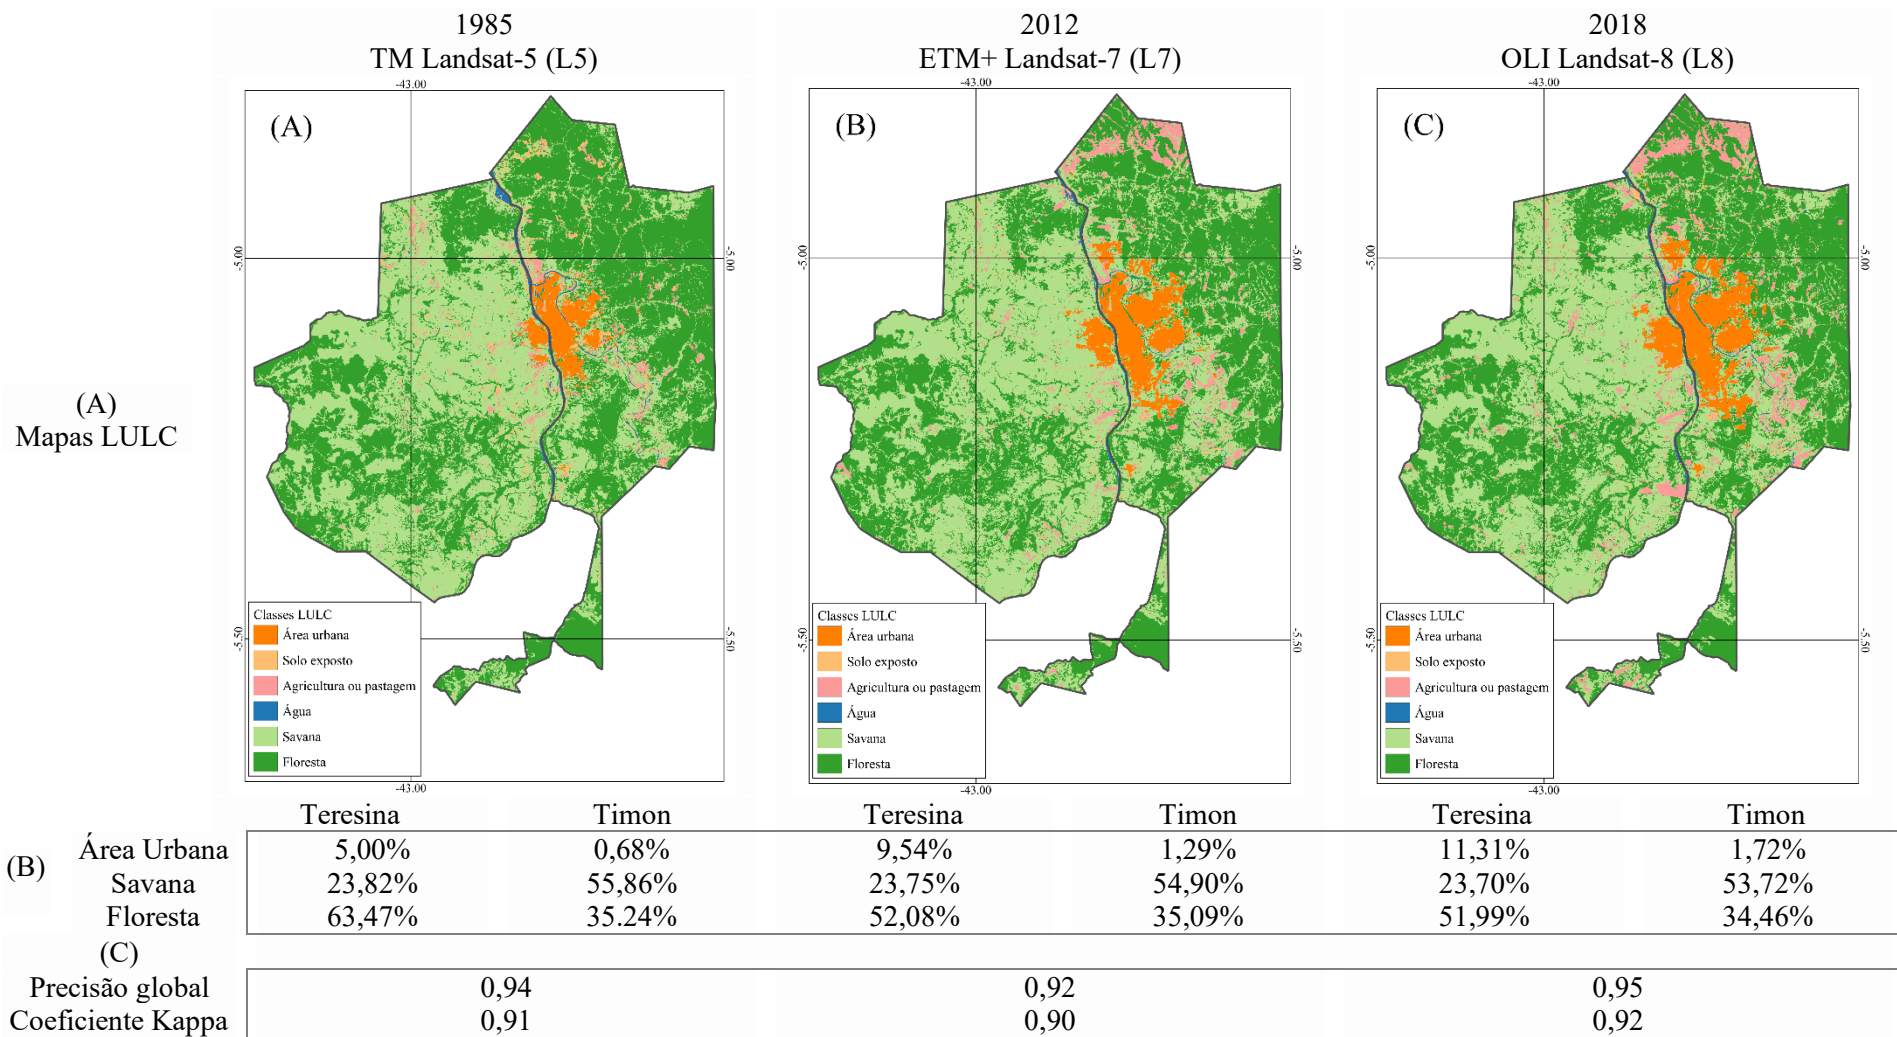 1985
TM Landsat-5 (L5)
2012
ETM+ Landsat-7 (L7)
2018
OLI Landsat-8 (L8)
(A)
Mapas LULC
-43.00
(A)
-5.00
-5.00
-5.50
-5.50
Classes LULC
Área urbana
Solo exposto
Agricultura ou pastagem
Água
Savana
Floresta
-43.00
-43.00
(B)
-5.00
-5.00
-5.50
-5.50
Classes LULC
Área urbana
Solo exposto
Agricultura ou pastagem
Água
Savana
Floresta
-43.00
-43.00
(C)
-5.00
-5.00
-5.50
-5.50
Classes LULC
Área urbana
Solo exposto
Agricultura ou pastagem
Água
Savana
Floresta
-43.00
Teresina Timon Teresina Timon Teresina Timon
(B)
Área Urbana 5,00% 0,68% 9,54% 1,29% 11,31% 1,72%
Savana 23,82% 55,86% 23,75% 54,90% 23,70% 53,72%
Floresta 63,47% 35.24% 52,08% 35,09% 51,99% 34,46%
(C)
Precisão global 0,94 0,92 0,95
Coeficiente Kappa 0,91 0,90 0,92